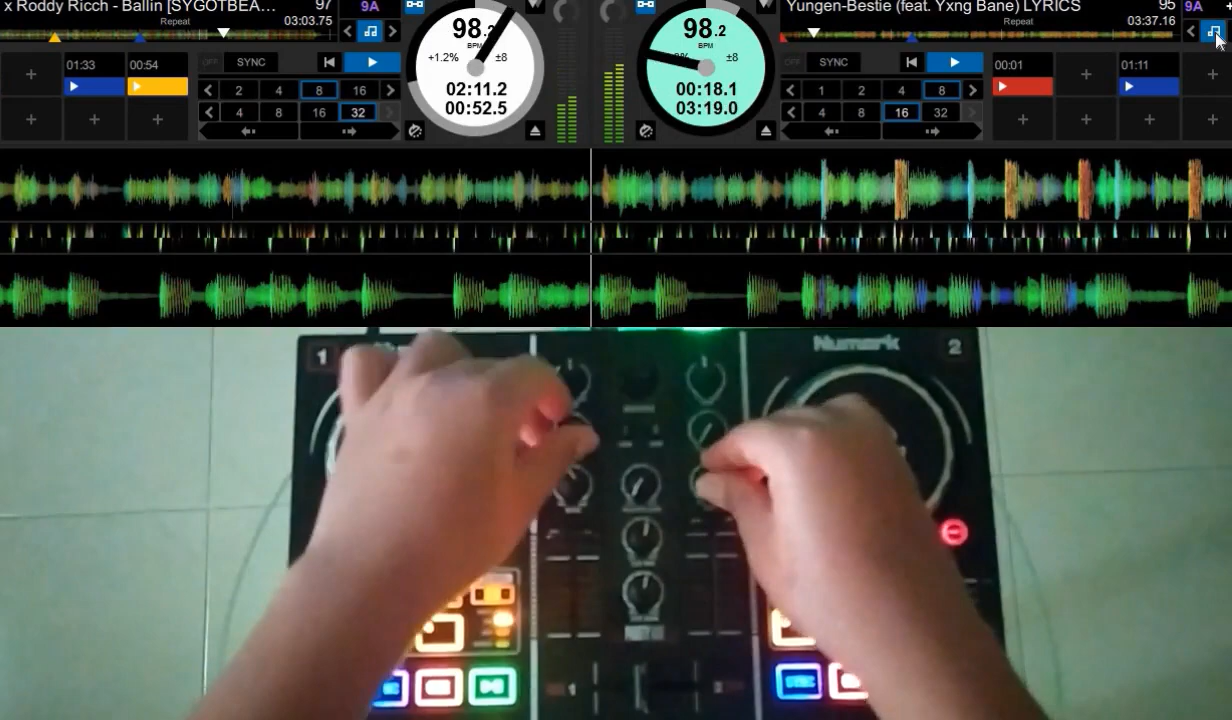 x Roddy Ricch - Ballin [SYGOTBEA… 97 9A
Repeat 03:03.75
01:33 00:54
OFF SYNC
2 4 8 16
4 8 16 32
98.2
BPM
+1.2% ±8
02:11.2
00:52.5
98.2
BPM
±8
00:18.1
03:19.0
Yungen-Bestie (feat. Yxng Bane) LYRICS 95 9A
Repeat 03:37.16
OFF SYNC
1 2 4 8
4 8 16 32
00:01 01:11
1 Numark 2
1 2
SYNC